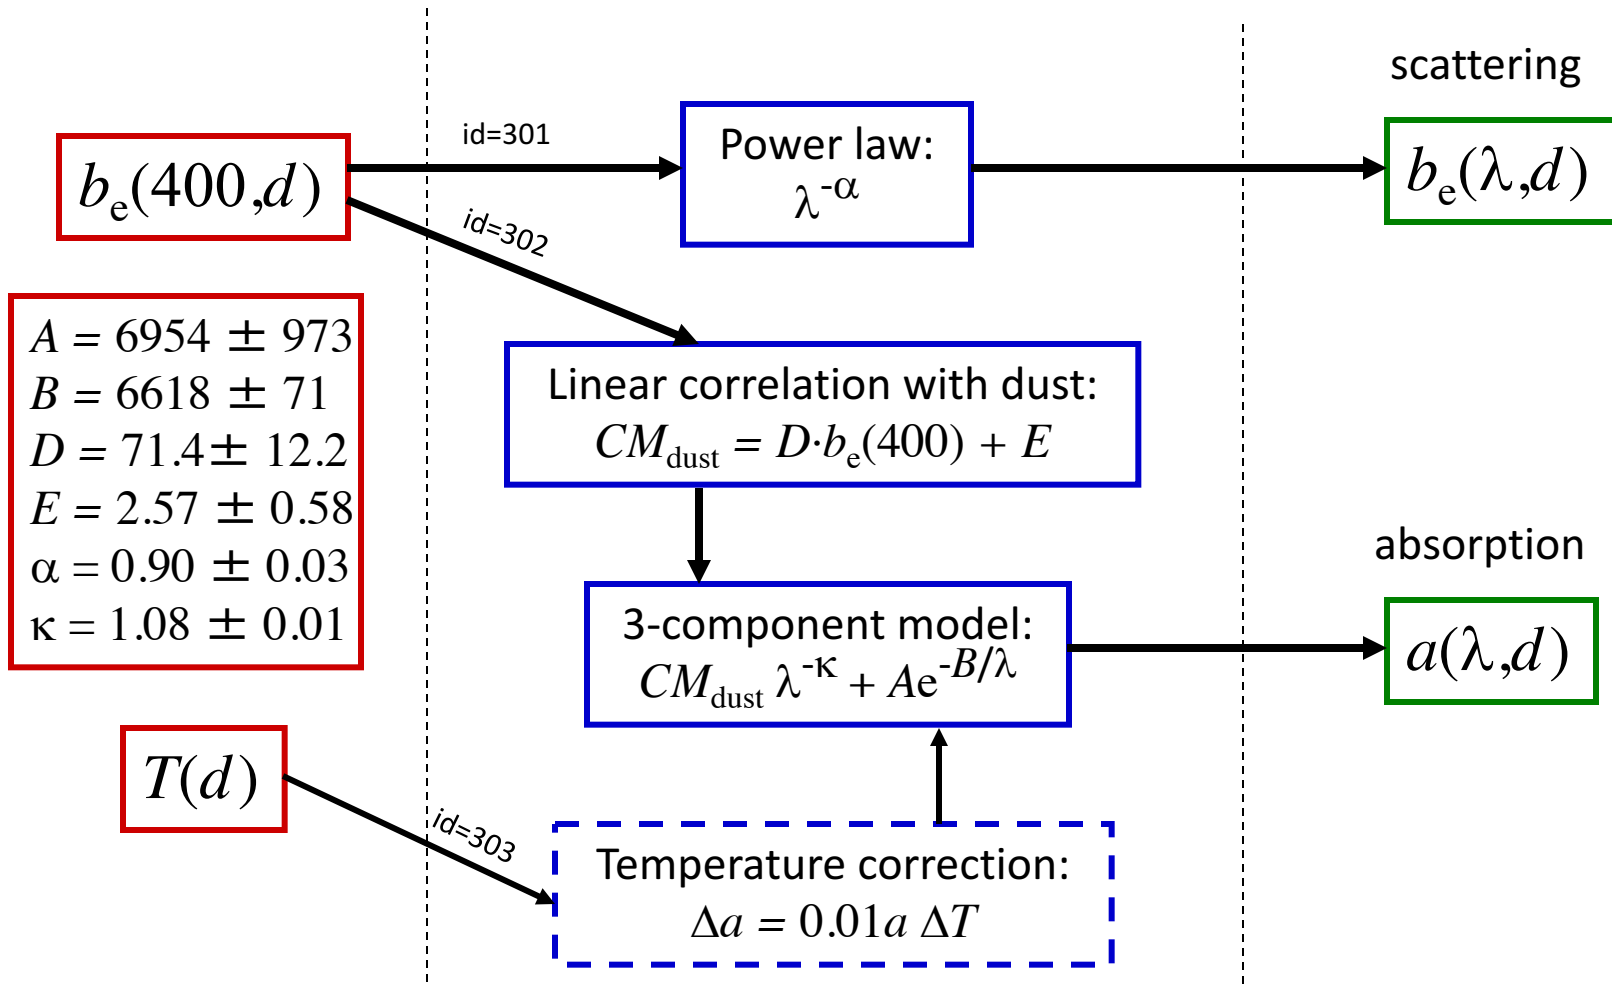 scattering
id=301
Power law:
λ^-α
b_e(400,d)
b_e(λ,d)
id=302
A = 6954 ± 973
B = 6618 ± 71
D = 71.4± 12.2
E = 2.57 ± 0.58
α = 0.90 ± 0.03
κ = 1.08 ± 0.01
Linear correlation with dust:
CM_dust = D·b_e(400) + E
absorption
3-component model:
CM_dust λ^-κ + Ae^-B/λ
a(λ,d)
T(d)
id=303
Temperature correction:
Δa = 0.01a ΔT